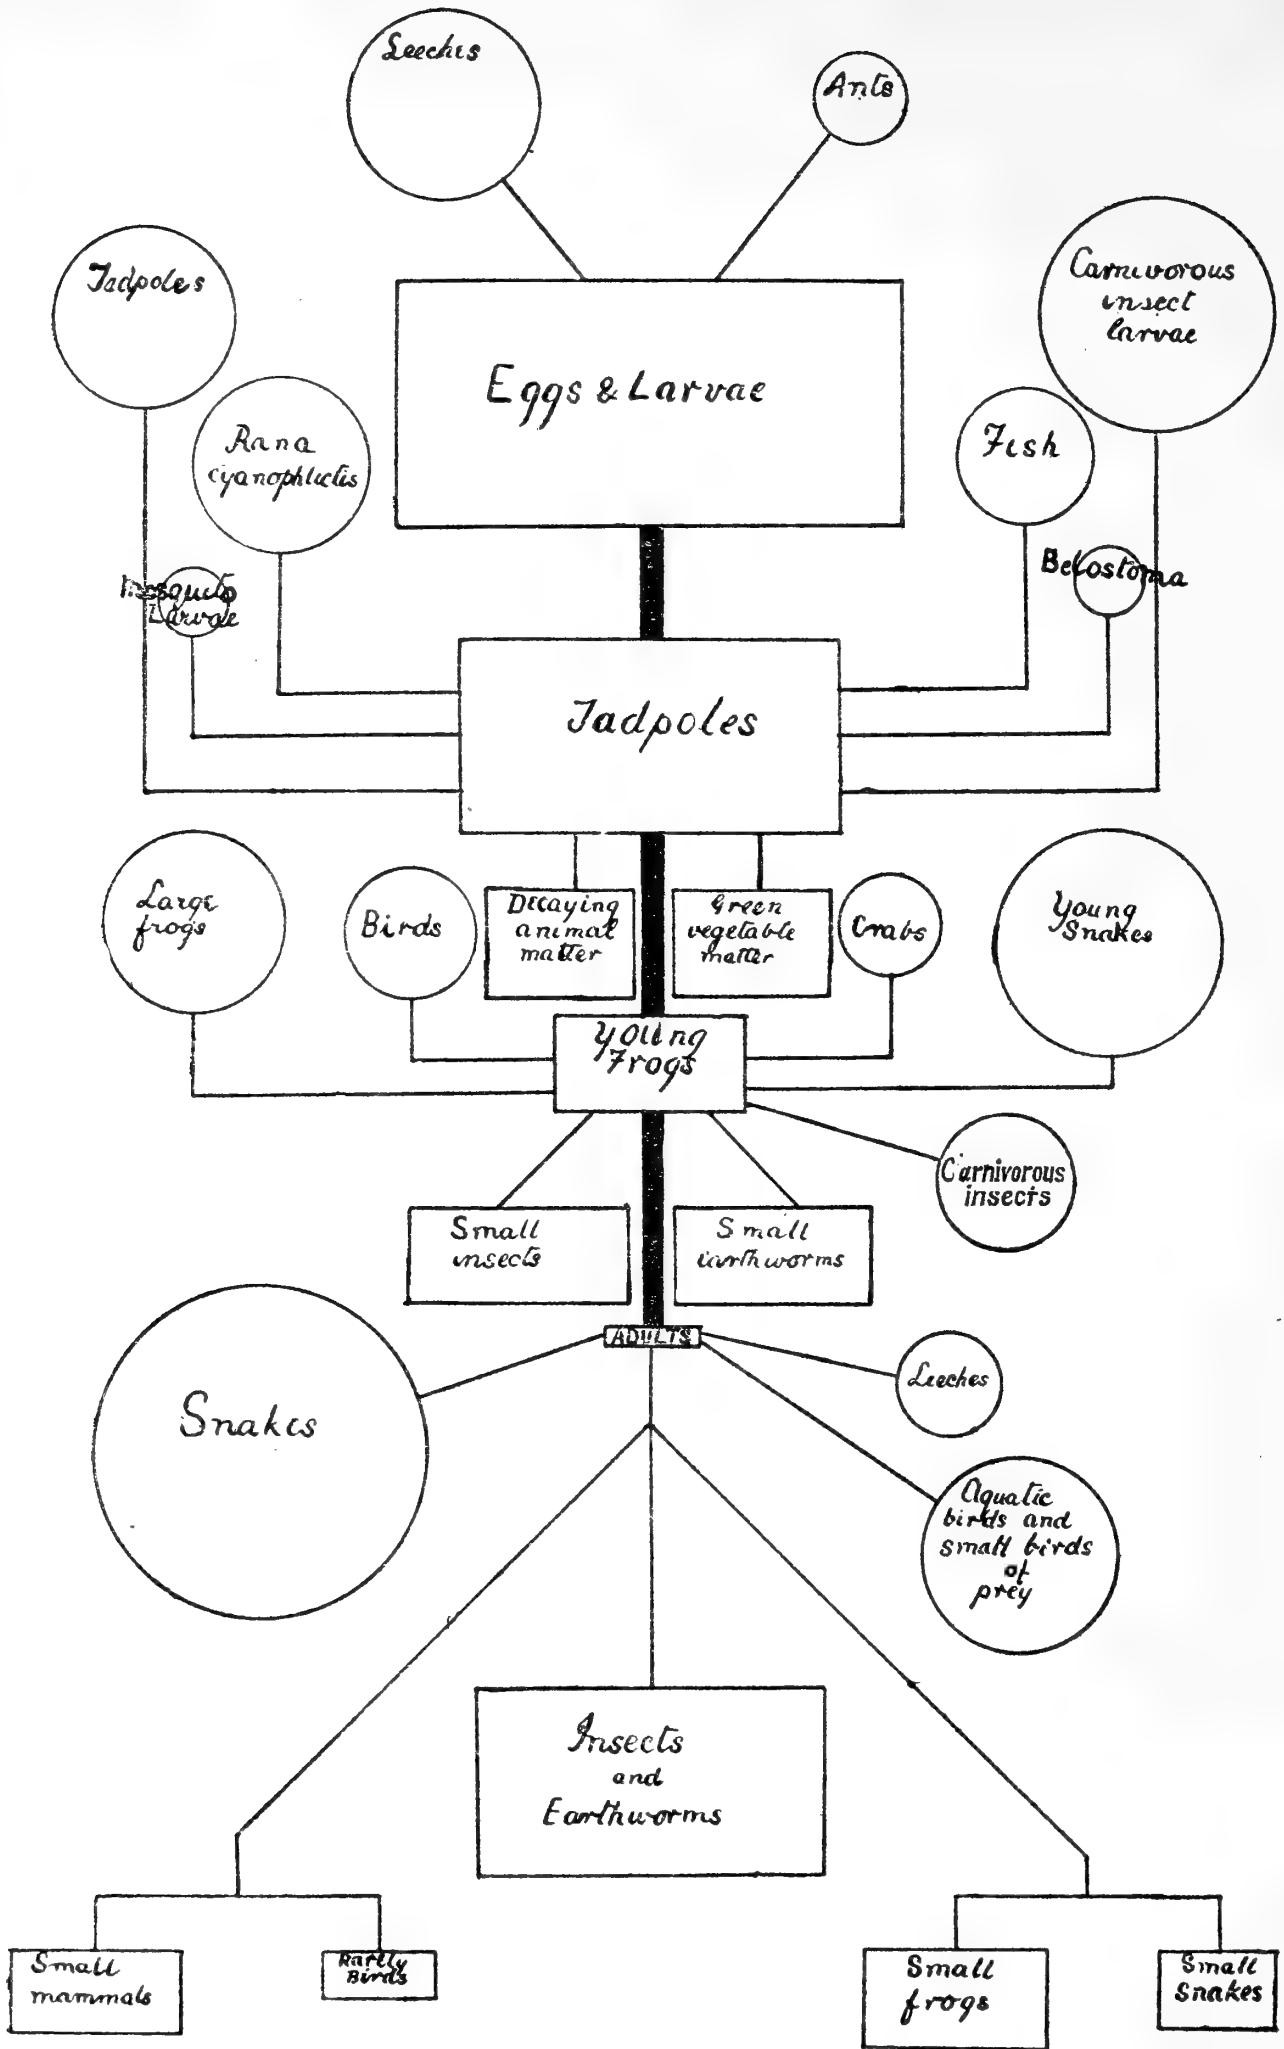 Leeches
Ants
Tadpoles
Carnivorous
insect
larvae
Eggs & Larvae
Rana
cyanophlictis
Fish
Mosquito
Larvae
Belostoma
Tadpoles
Large
frogs
Birds
Decaying
animal
matter
Green
vegetable
matter
Crabs
Young
Snakes
Young
Frogs
Carnivorous
insects
Small
insects
Small
earthworms
ADULTS
Snakes
Leeches
Aquatic
birds and
small birds
of
prey
Insects
and
Earthworms
Small
mammals
Rarely
Birds
Small
frogs
Small
Snakes